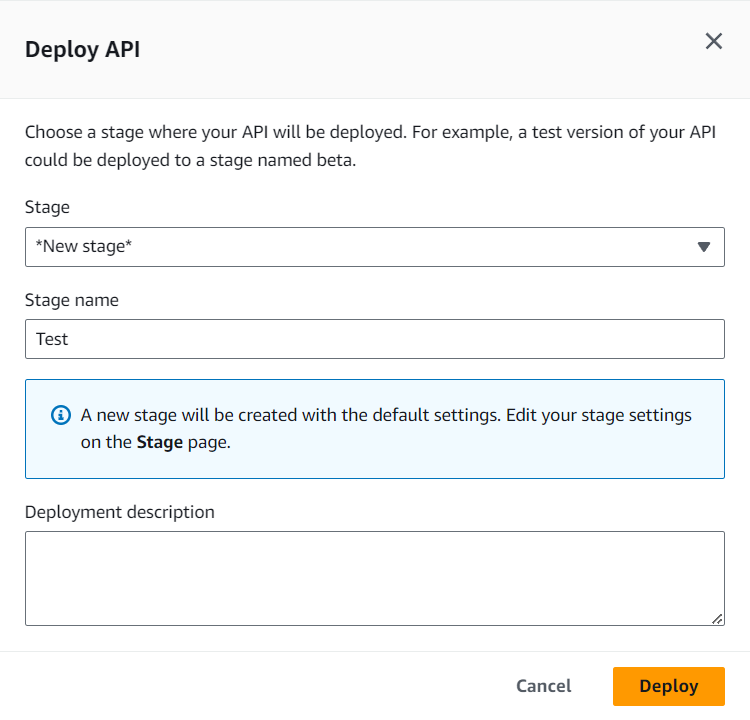 Deploy API
Choose a stage where your API will be deployed. For example, a test version of your API
could be deployed to a stage named beta.
Stage
*New stage*
Stage name
Test
A new stage will be created with the default settings. Edit your stage settings
on the Stage page.
Deployment description
Cancel
Deploy